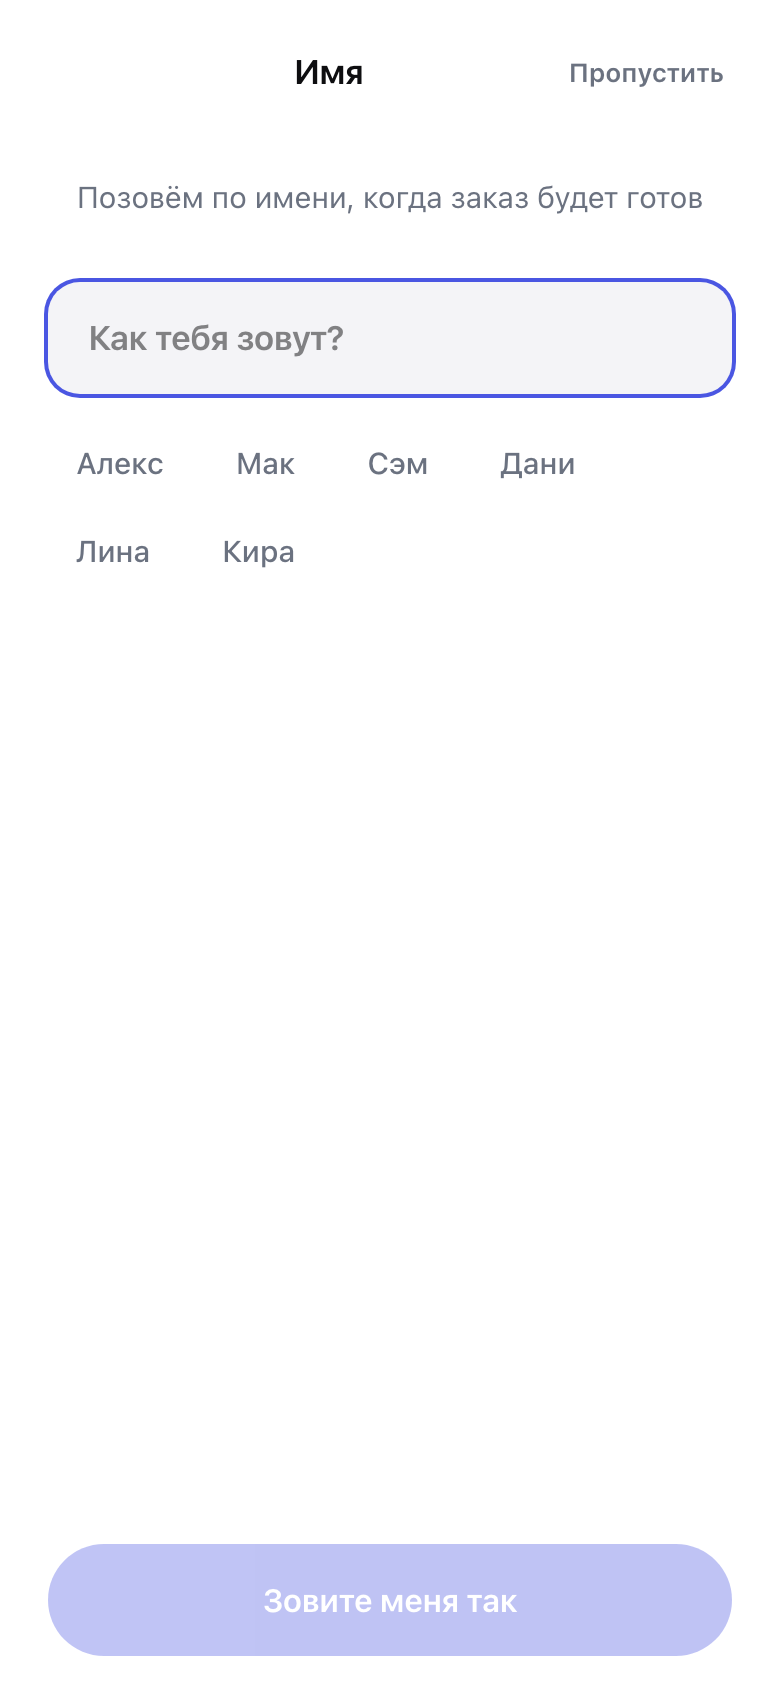 Имя Пропустить
Позовём по имени, когда заказ будет готов
Как тебя зовут?
Алекс Мак Сэм Дани
Лина Кира
Зовите меня так